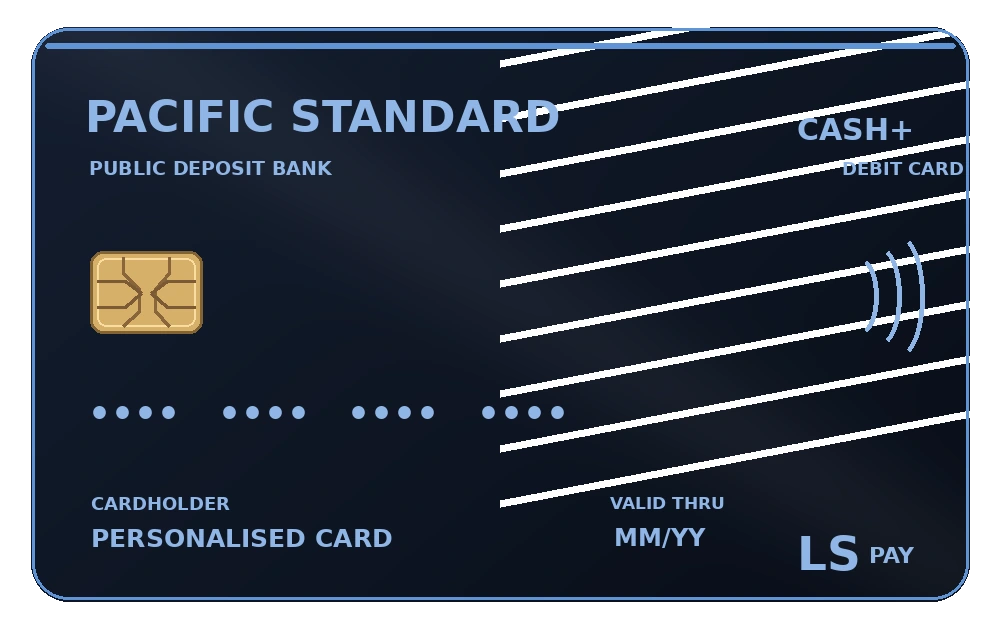 PACIFIC STANDARD
CASH+
PUBLIC DEPOSIT BANK
DEBIT CARD
•••• •••• •••• ••••
CARDHOLDER
VALID THRU
PERSONALISED CARD
MM/YY
LS PAY